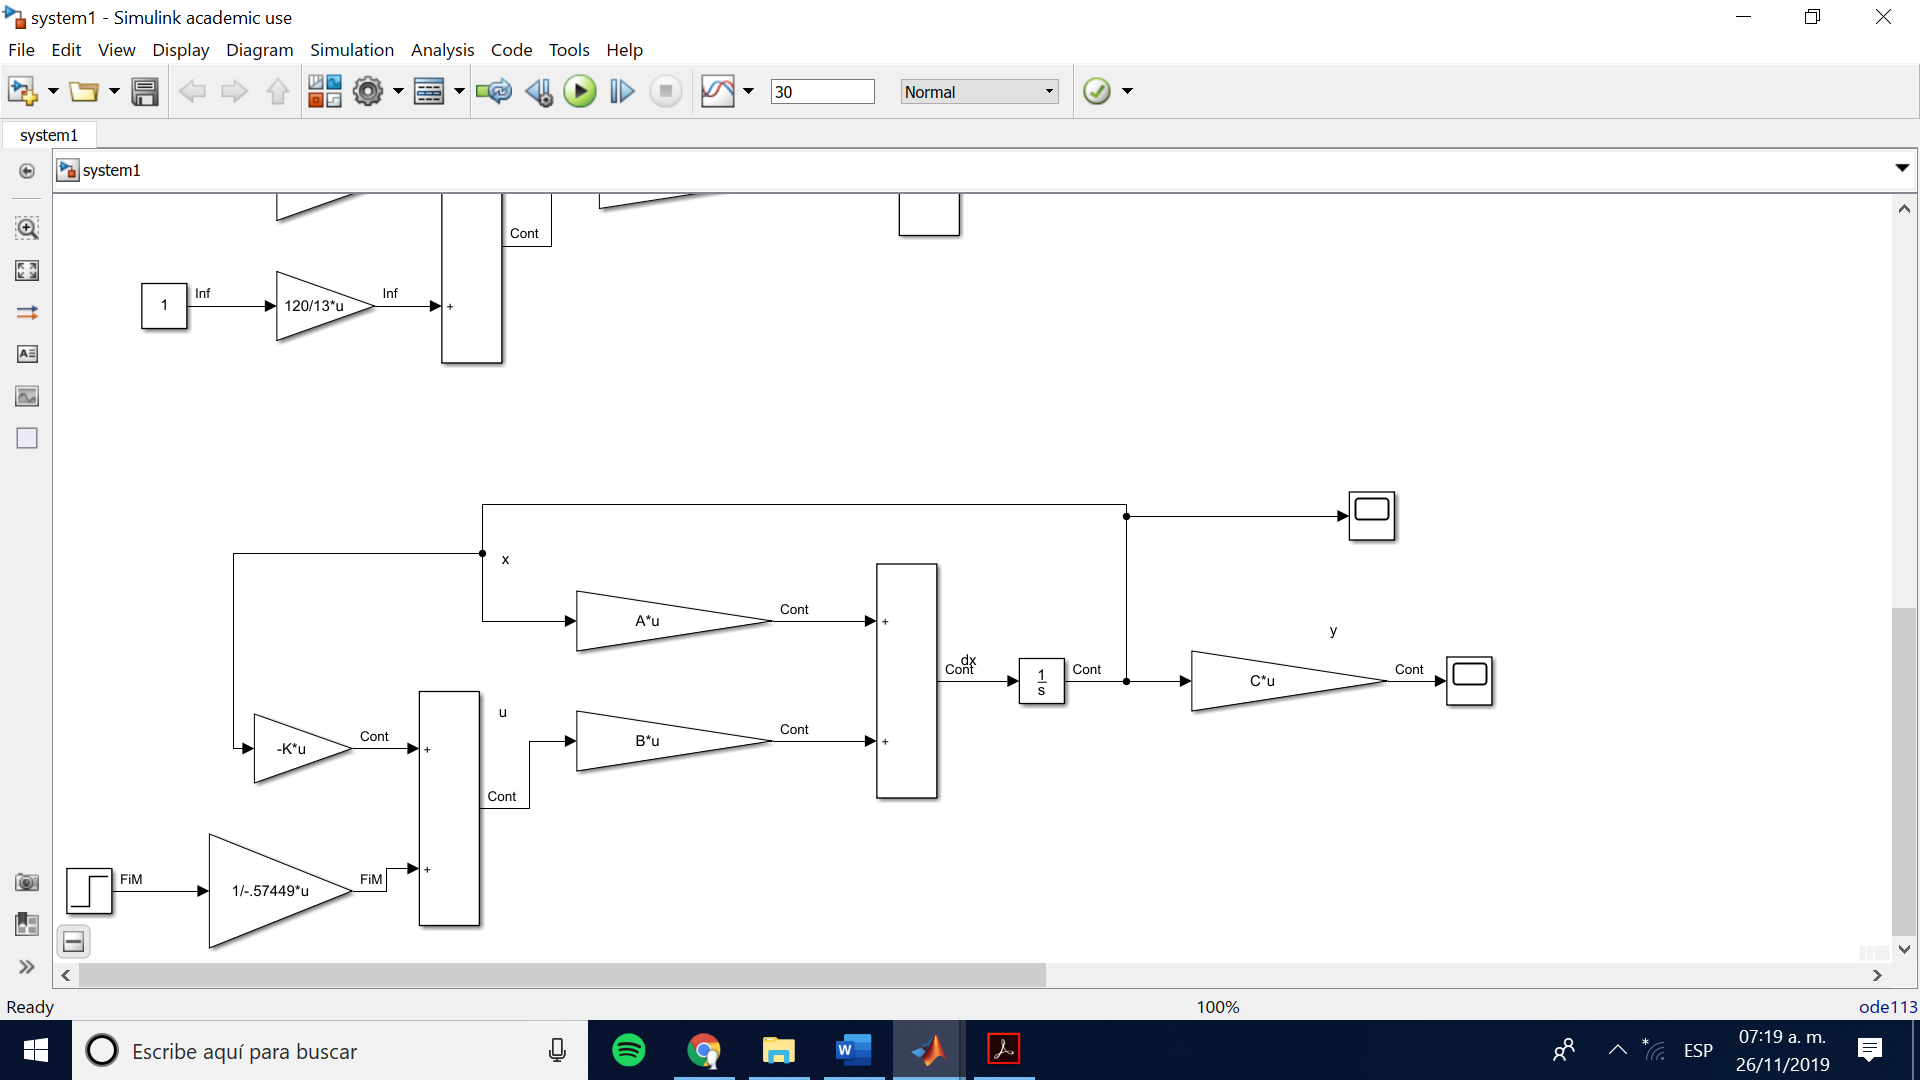 system1 - Simulink academic use
File Edit View Display Diagram Simulation Analysis Code Tools Help
30
Normal
system1
system1
Cont
1
Inf
120/13*u
Inf
+
x
A*u
Cont
+
y
dx
Cont
1
s
Cont
C*u
Cont
-K*u
Cont
+
u
Cont
B*u
Cont
+
FiM
1/-.57449*u
FiM
+
Ready
100%
ode113
Escribe aquí para buscar
ESP
07:19 a. m.
26/11/2019